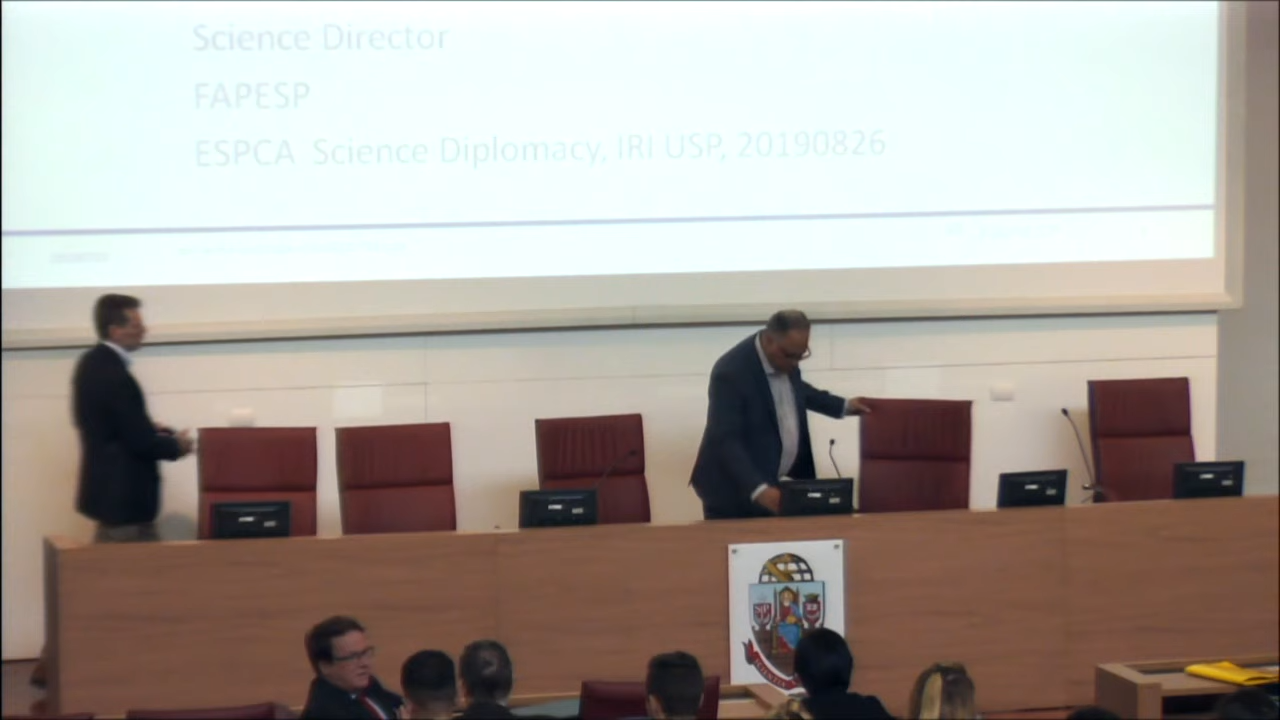 Science Director
FAPESP
ESPCA Science Diplomacy, IRI USP, 20190826